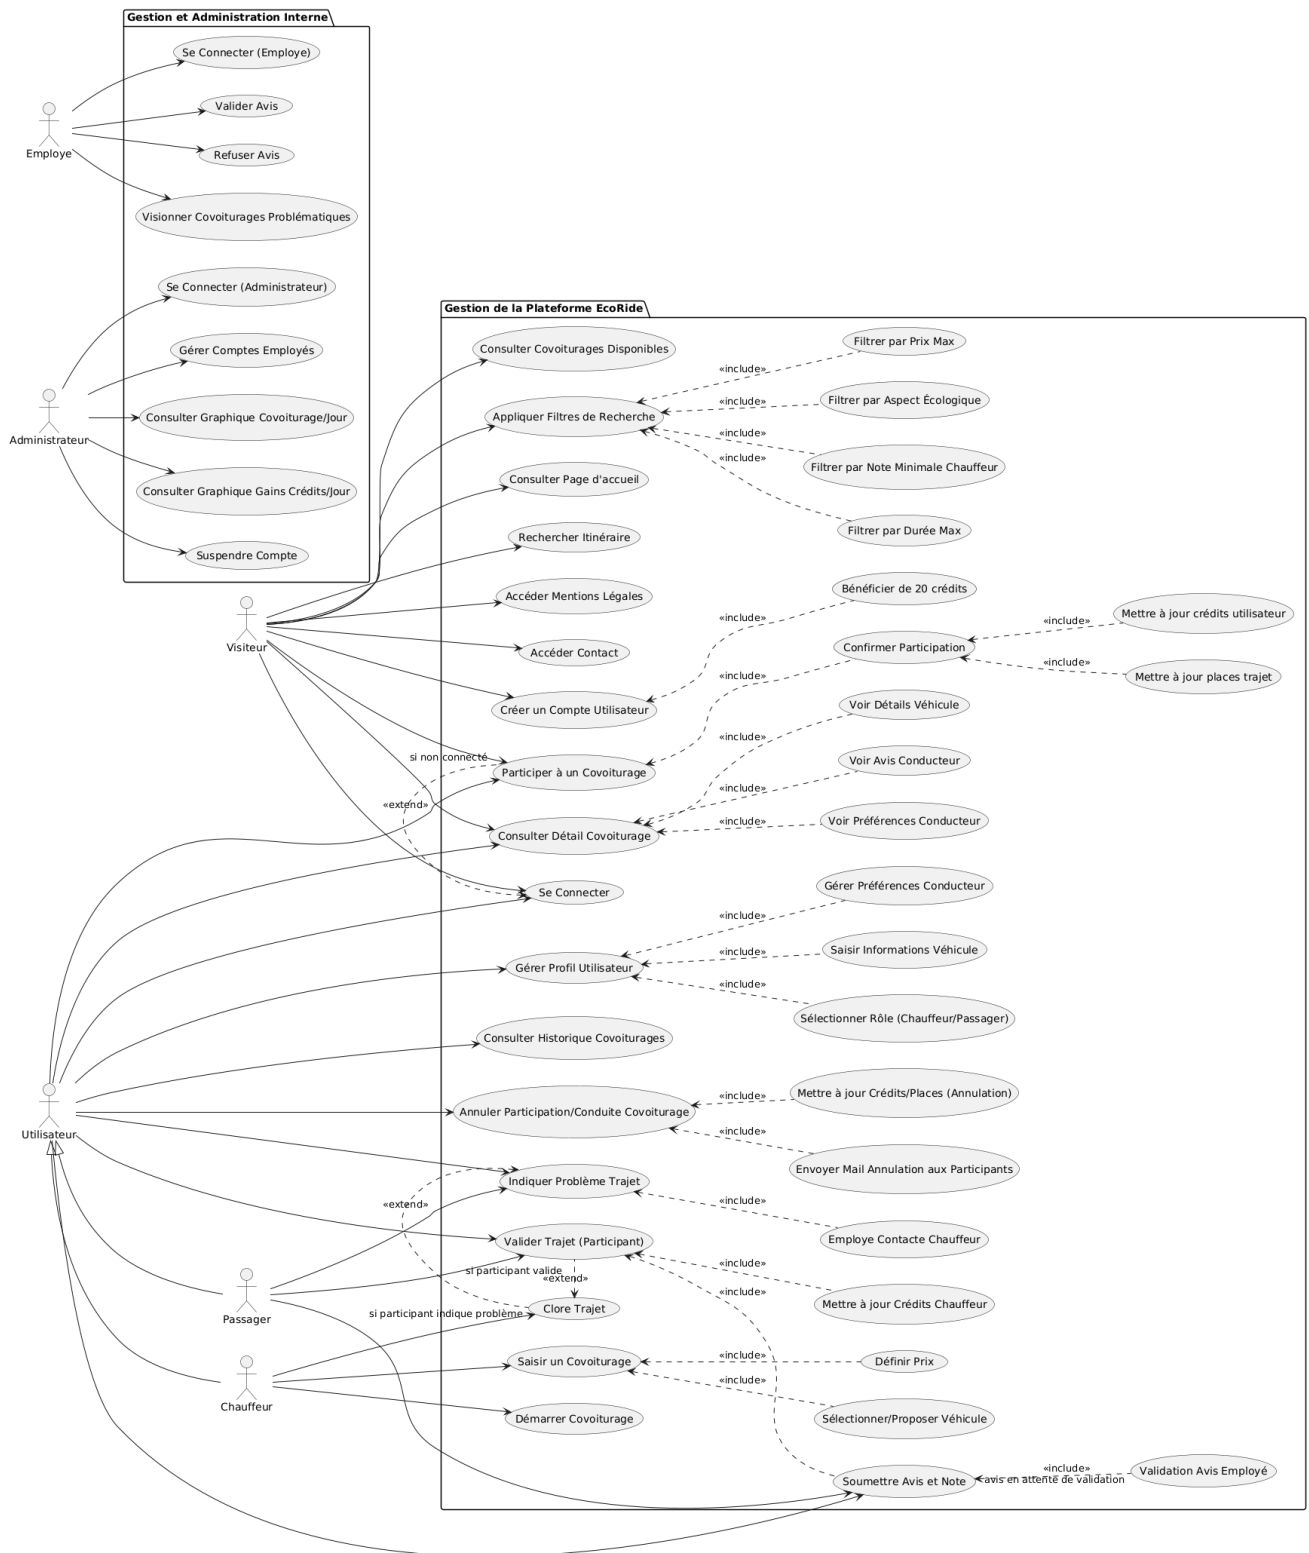 Gestion et Administration Interne
Se Connecter (Employe)
Valider Avis
Employe
Refuser Avis
Visionner Covoiturages Problématiques
Se Connecter (Administrateur)
Gérer Comptes Employés
Administrateur
Consulter Graphique Covoiturage/Jour
Consulter Graphique Gains Crédits/Jour
Suspendre Compte
Gestion de la Plateforme EcoRide
Consulter Covoiturages Disponibles
Filtrer par Prix Max
«include»
Appliquer Filtres de Recherche
«include»
Filtrer par Aspect Écologique
«include»
Filtrer par Note Minimale Chauffeur
«include»
Consulter Page d'accueil
Filtrer par Durée Max
Rechercher Itinéraire
Bénéficier de 20 crédits
Accéder Mentions Légales
«include»
Mettre à jour crédits utilisateur
«include»
Visiteur
Accéder Contact
Confirmer Participation
«include»
«include»
Mettre à jour places trajet
Créer un Compte Utilisateur
Voir Détails Véhicule
«include»
si non connecté
Participer à un Covoiturage
Voir Avis Conducteur
«include»
«extend»
Consulter Détail Covoiturage
«include»
Voir Préférences Conducteur
Se Connecter
Gérer Préférences Conducteur
«include»
Gérer Profil Utilisateur
«include»
Saisir Informations Véhicule
«include»
Sélectionner Rôle (Chauffeur/Passager)
Consulter Historique Covoiturages
Utilisateur
Annuler Participation/Conduite Covoiturage
«include»
Mettre à jour Crédits/Places (Annulation)
«include»
Envoyer Mail Annulation aux Participants
Indiquer Problème Trajet
«extend»
«include»
Employe Contacte Chauffeur
Valider Trajet (Participant)
si participant valide
«extend»
«include»
«include»
Mettre à jour Crédits Chauffeur
Passager
si participant indique problème
Clore Trajet
Saisir un Covoiturage
«include»
Définir Prix
«include»
Sélectionner/Proposer Véhicule
Chauffeur
Démarrer Covoiturage
Soumettre Avis et Note
«include»
avis en attente de validation
Validation Avis Employé